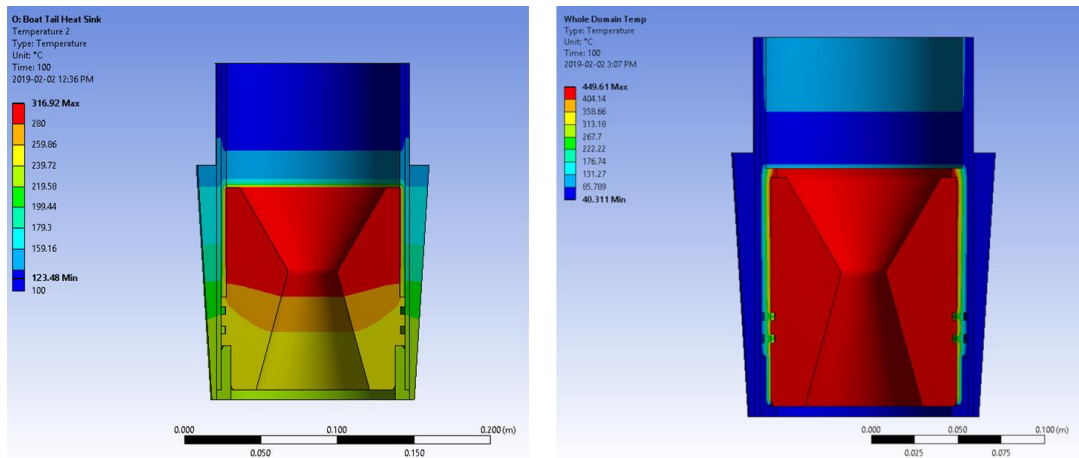 O: Boat Tail Heat Sink
Temperature 2
Type: Temperature
Unit: °C
Time: 100
2019-02-02 12:36 PM
316.92 Max
280
259.86
239.72
219.58
199.44
179.3
159.16
123.48 Min
100
0.000
0.100
0.200 (m)
0.050
0.150
Whole Domain Temp
Type: Temperature
Unit: °C
Time: 100
2019-02-02 3:07 PM
449.61 Max
404.14
358.66
313.18
267.7
222.22
176.74
131.27
85.789
40.311 Min
0.000
0.050
0.100 (m)
0.025
0.075